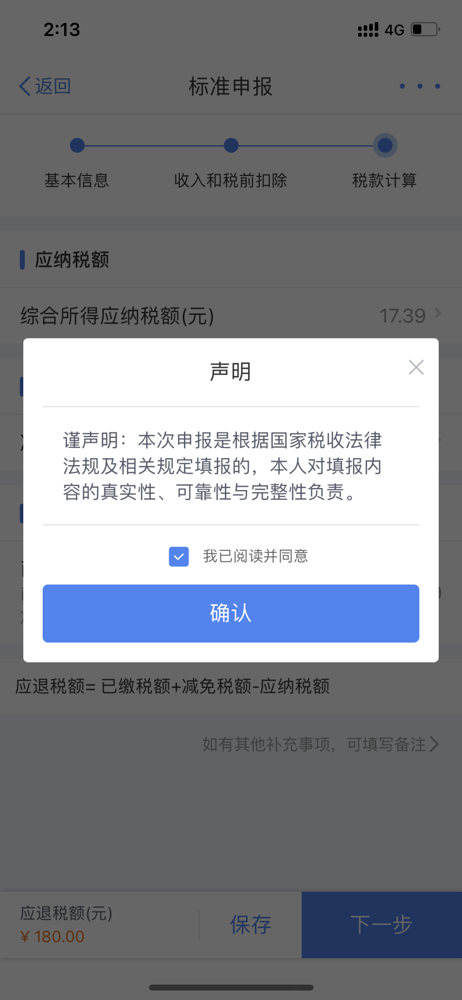 2:13
4G
返回
标准申报
基本信息
收入和税前扣除
税款计算
应纳税额
综合所得应纳税额(元)
17.39
声明
谨声明：本次申报是根据国家税收法律
法规及相关规定填报的，本人对填报内
容的真实性、可靠性与完整性负责。
我已阅读并同意
确认
应退税额= 已缴税额+减免税额-应纳税额
如有其他补充事项，可填写备注
应退税额(元)
¥ 180.00
保存
下一步